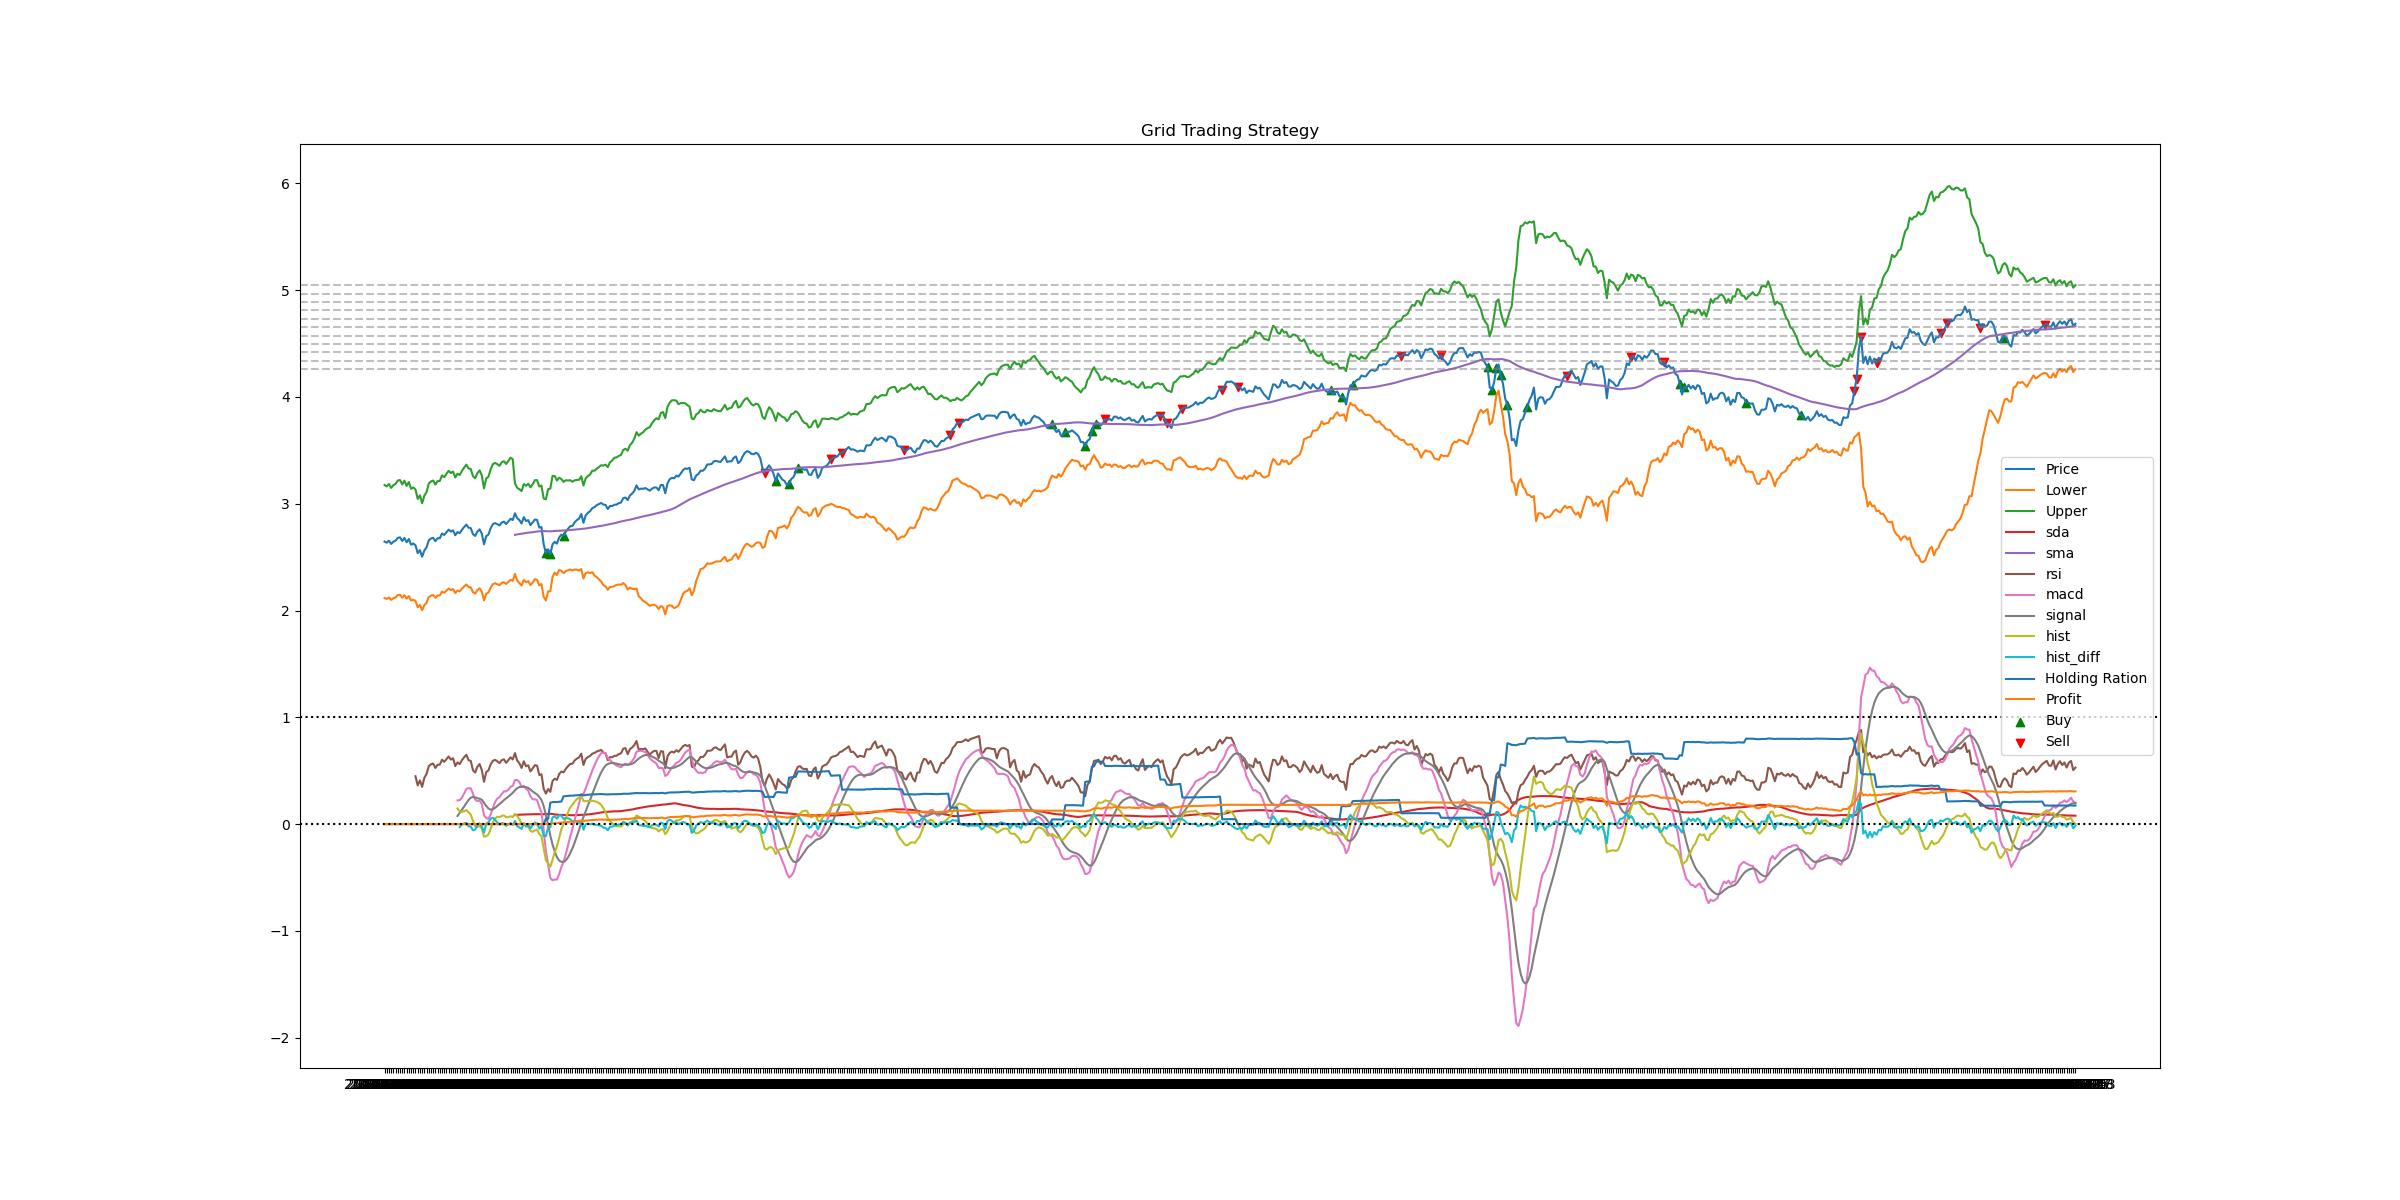 Grid Trading Strategy
6
5
4
3
2
1
0
−1
−2
Price
Lower
Upper
sda
sma
rsi
macd
signal
hist
hist_diff
Holding Ration
Profit
Buy
Sell